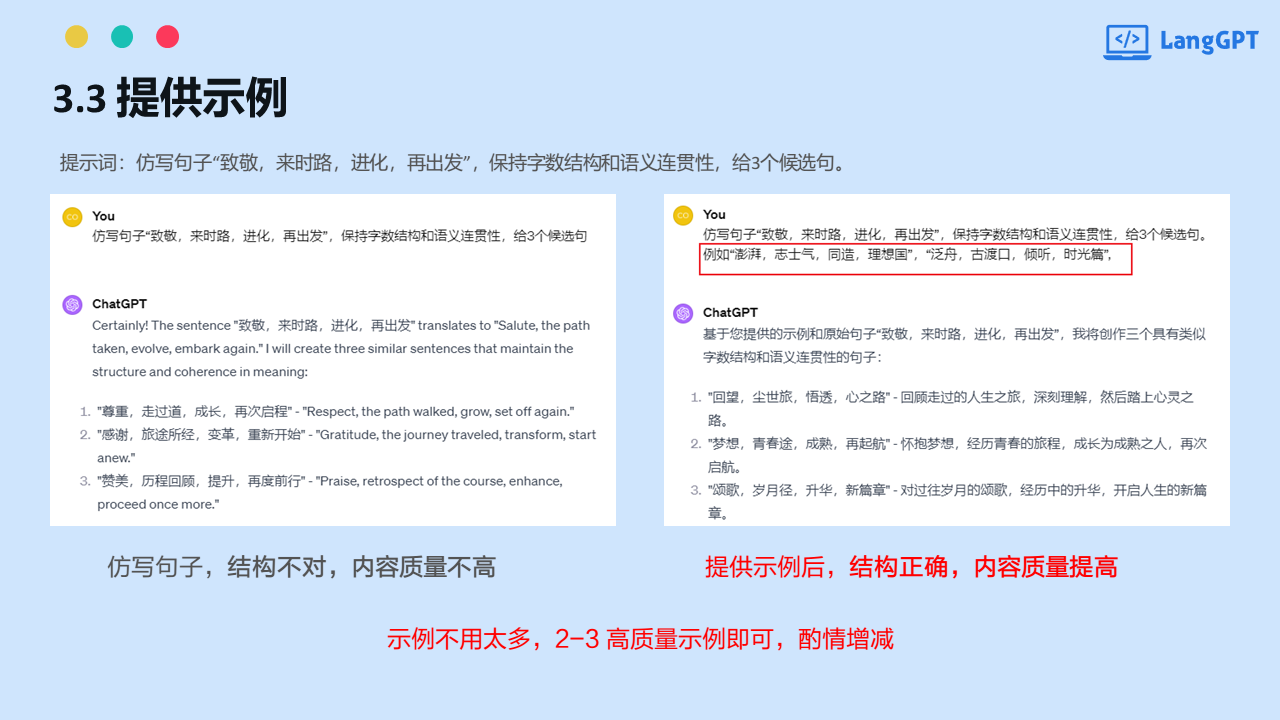 LangGPT
3.3 提供示例
提示词：仿写句子“致敬，来时路，进化，再出发”，保持字数结构和语义连贯性，给3个候选句。
CO
You
仿写句子“致敬，来时路，进化，再出发”，保持字数结构和语义连贯性，给3个候选句
ChatGPT
Certainly! The sentence "致敬，来时路，进化，再出发" translates to "Salute, the path
taken, evolve, embark again." I will create three similar sentences that maintain the
structure and coherence in meaning:
1. "尊重，走过道，成长，再次启程" - "Respect, the path walked, grow, set off again."
2. "感谢，旅途所经，变革，重新开始" - "Gratitude, the journey traveled, transform, start
anew."
3. "赞美，历程回顾，提升，再度前行" - "Praise, retrospect of the course, enhance,
proceed once more."
CO
You
仿写句子“致敬，来时路，进化，再出发”，保持字数结构和语义连贯性，给3个候选句。
例如“澎湃，志士气，同造，理想国”，“泛舟，古渡口，倾听，时光篇”，
ChatGPT
基于您提供的示例和原始句子“致敬，来时路，进化，再出发”，我将创作三个具有类似
字数结构和语义连贯性的句子：
1. "回望，尘世旅，悟透，心之路" - 回顾走过的人生之旅，深刻理解，然后踏上心灵之
路。
2. "梦想，青春途，成熟，再起航" - 怀抱梦想，经历青春的旅程，成长为成熟之人，再次
启航。
3. "颂歌，岁月径，升华，新篇章" - 对过往岁月的颂歌，经历中的升华，开启人生的新篇
章。
仿写句子，结构不对，内容质量不高
提供示例后，结构正确，内容质量提高
示例不用太多，2-3 高质量示例即可，酌情增减